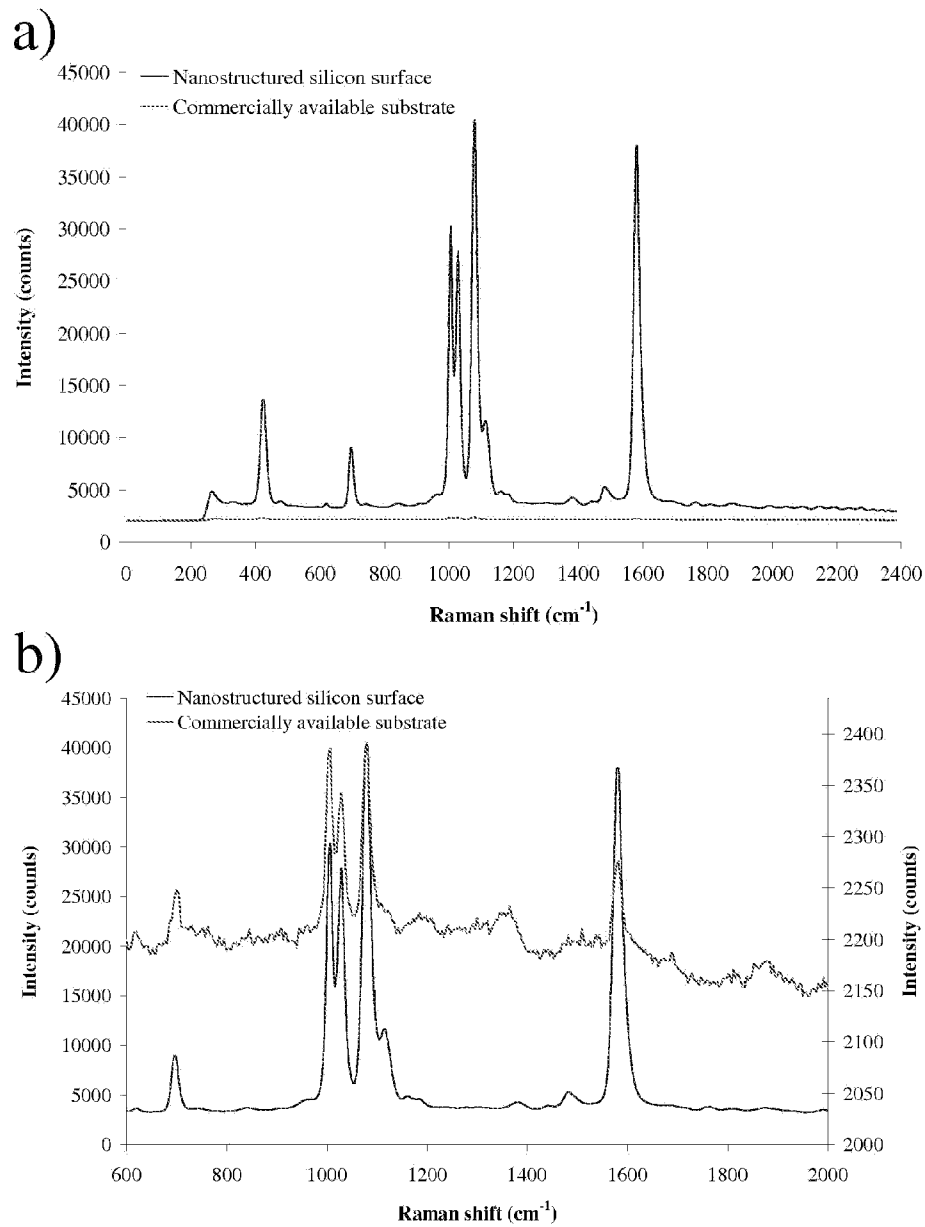 a)
Nanostructured silicon surface
Commercially available substrate
45000
40000
35000
30000
25000
20000
15000
10000
5000
0
Intensity (counts)
0 200 400 600 800 1000 1200 1400 1600 1800 2000 2200 2400
Raman shift (cm-1)
b)
Nanostructured silicon surface
Commercially available substrate
45000
40000
35000
30000
25000
20000
15000
10000
5000
0
Intensity (counts)
2400
2350
2300
2250
2200
2150
2100
2050
2000
Intensity (counts)
600 800 1000 1200 1400 1600 1800 2000
Raman shift (cm-1)